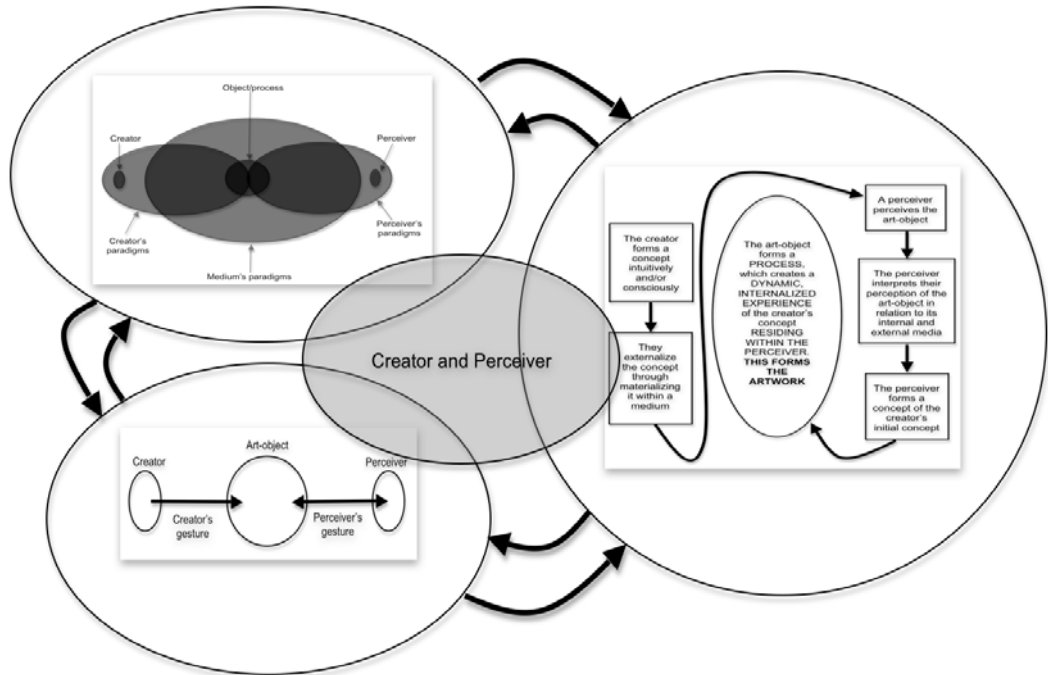 Object/process
Creator
Perceiver
Creator's
paradigms
Perceiver's
paradigms
Medium's paradigms
Creator and Perceiver
Art-object
Creator
Perceiver
Creator's
gesture
Perceiver's
gesture
The creator
forms a
concept
intuitively
and/or
consciously
They
externalize
the concept
through
materializing
it within a
medium
The art-object
forms a
PROCESS,
which creates a
DYNAMIC,
INTERNALIZED
EXPERIENCE
of the creator's
concept
RESIDING
WITHIN THE
PERCEIVER.
THIS FORMS
THE
ARTWORK
A perceiver
perceives the
art-object
The perceiver
interprets their
perception of the
art-object in
relation to its
internal and
external media
The perceiver
forms a
concept of the
creator's
initial concept